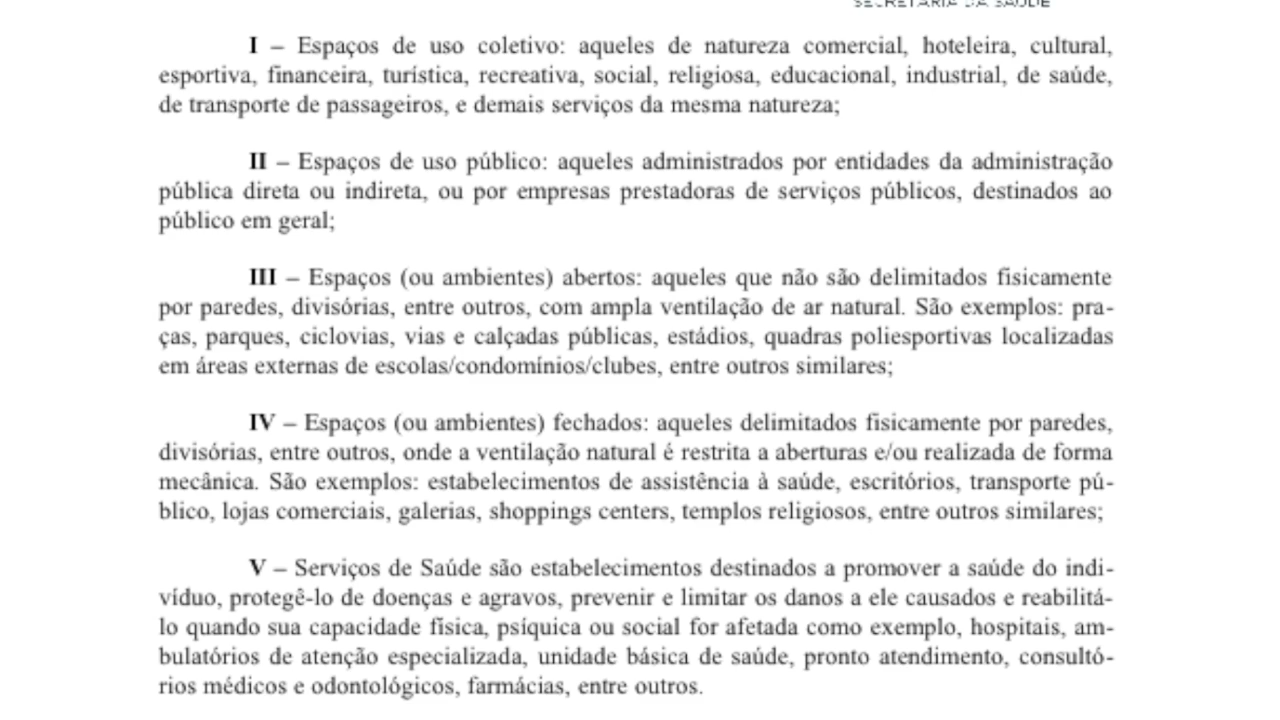 SECRETARIA DA SAÚDE
I – Espaços de uso coletivo: aqueles de natureza comercial, hoteleira, cultural,
esportiva, financeira, turística, recreativa, social, religiosa, educacional, industrial, de saúde,
de transporte de passageiros, e demais serviços da mesma natureza;
II – Espaços de uso público: aqueles administrados por entidades da administração
pública direta ou indireta, ou por empresas prestadoras de serviços públicos, destinados ao
público em geral;
III – Espaços (ou ambientes) abertos: aqueles que não são delimitados fisicamente
por paredes, divisórias, entre outros, com ampla ventilação de ar natural. São exemplos: pra-
ças, parques, ciclovias, vias e calçadas públicas, estádios, quadras poliesportivas localizadas
em áreas externas de escolas/condomínios/clubes, entre outros similares;
IV – Espaços (ou ambientes) fechados: aqueles delimitados fisicamente por paredes,
divisórias, entre outros, onde a ventilação natural é restrita a aberturas e/ou realizada de forma
mecânica. São exemplos: estabelecimentos de assistência à saúde, escritórios, transporte pú-
blico, lojas comerciais, galerias, shoppings centers, templos religiosos, entre outros similares;
V – Serviços de Saúde são estabelecimentos destinados a promover a saúde do indi-
víduo, protegê-lo de doenças e agravos, prevenir e limitar os danos a ele causados e reabilitá-
lo quando sua capacidade física, psíquica ou social for afetada como exemplo, hospitais, am-
bulatórios de atenção especializada, unidade básica de saúde, pronto atendimento, consultó-
rios médicos e odontológicos, farmácias, entre outros.